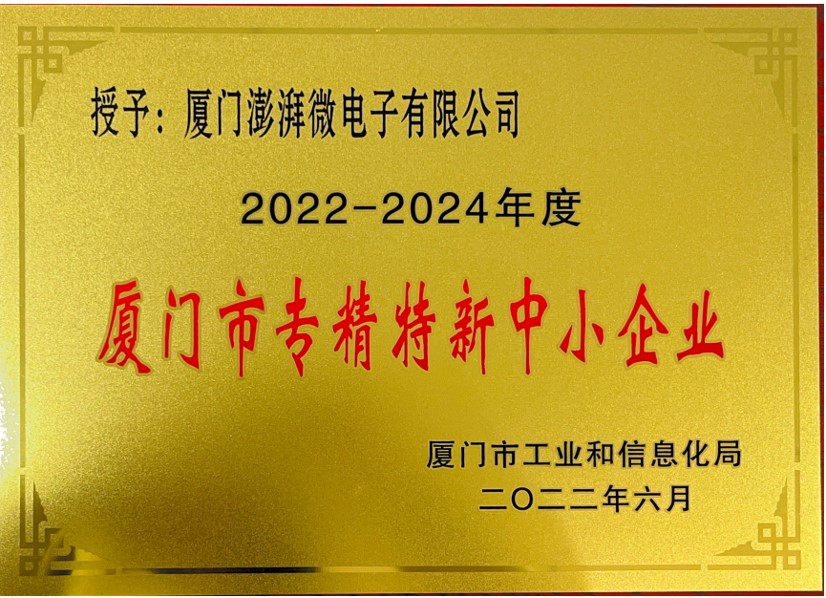 授予：厦门澎湃微电子有限公司
2022-2024年度
厦门市专精特新中小企业
厦门市工业和信息化局
二〇二二年六月